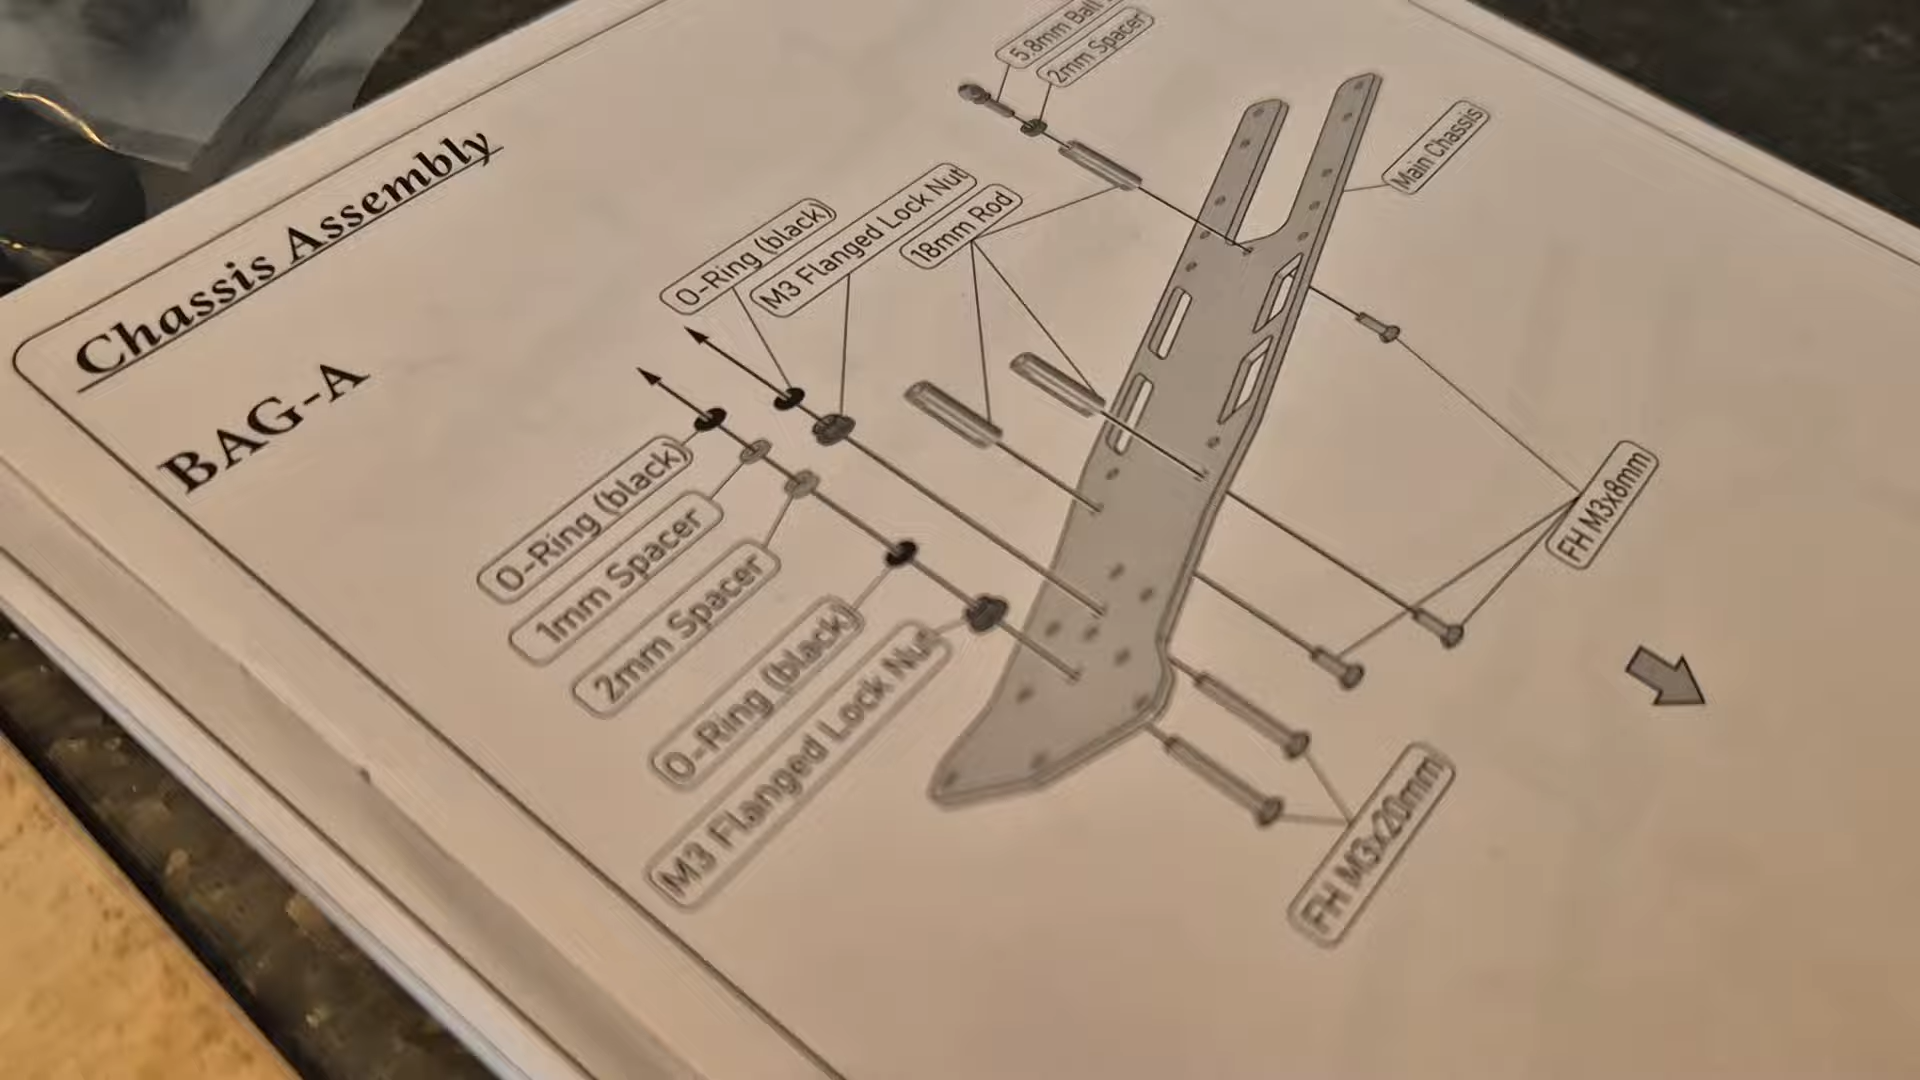 Chassis Assembly
BAG-A
5.8mm Ball
2mm Spacer
Main Chassis
O-Ring (black)
M3 Flanged Lock Nut
18mm Rod
O-Ring (black)
1mm Spacer
2mm Spacer
O-Ring (black)
M3 Flanged Lock Nut
FH M3x8mm
FH M3x20mm